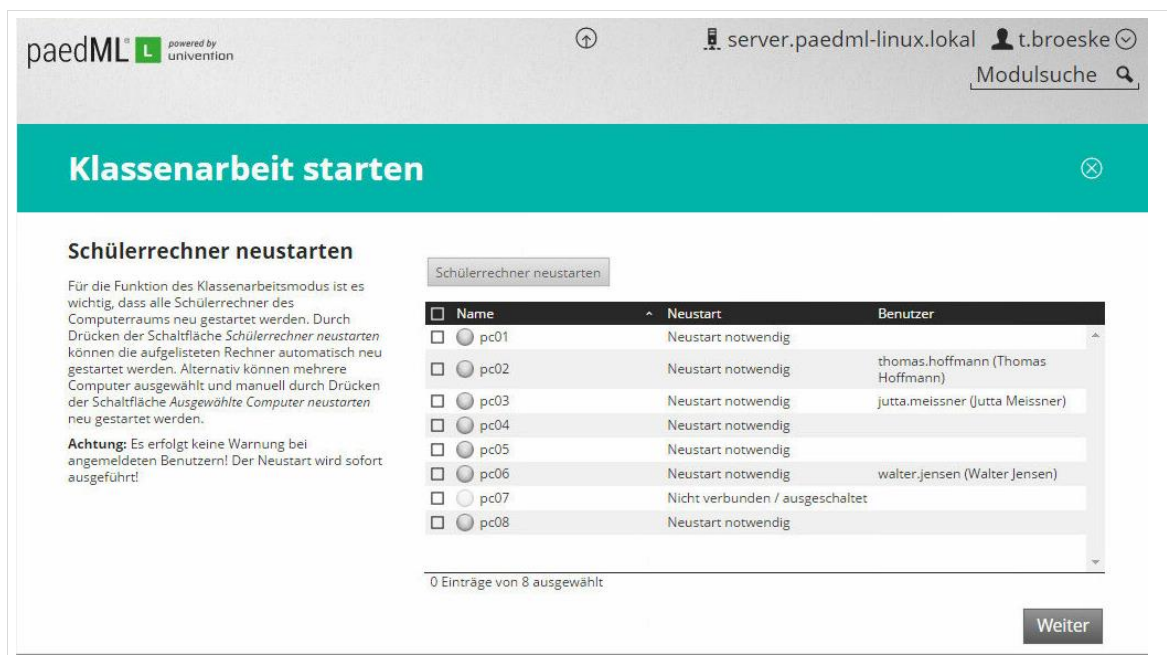 paedML® L powered by univention
server.paedml-linux.lokal t.broeske
Modulsuche
Klassenarbeit starten
Schülerrechner neustarten
Für die Funktion des Klassenarbeitsmodus ist es
wichtig, dass alle Schülerrechner des
Computerraums neu gestartet werden. Durch
Drücken der Schaltfläche Schülerrechner neustarten
können die aufgelisteten Rechner automatisch neu
gestartet werden. Alternativ können mehrere
Computer ausgewählt und manuell durch Drücken
der Schaltfläche Ausgewählte Computer neustarten
neu gestartet werden.
Achtung: Es erfolgt keine Warnung bei
angemeldeten Benutzern! Der Neustart wird sofort
ausgeführt!
Schülerrechner neustarten
Name Neustart Benutzer
pc01 Neustart notwendig
pc02 Neustart notwendig thomas.hoffmann (Thomas
Hoffmann)
pc03 Neustart notwendig jutta.meissner (Jutta Meissner)
pc04 Neustart notwendig
pc05 Neustart notwendig
pc06 Neustart notwendig walter.jensen (Walter Jensen)
pc07 Nicht verbunden / ausgeschaltet
pc08 Neustart notwendig
0 Einträge von 8 ausgewählt
Weiter